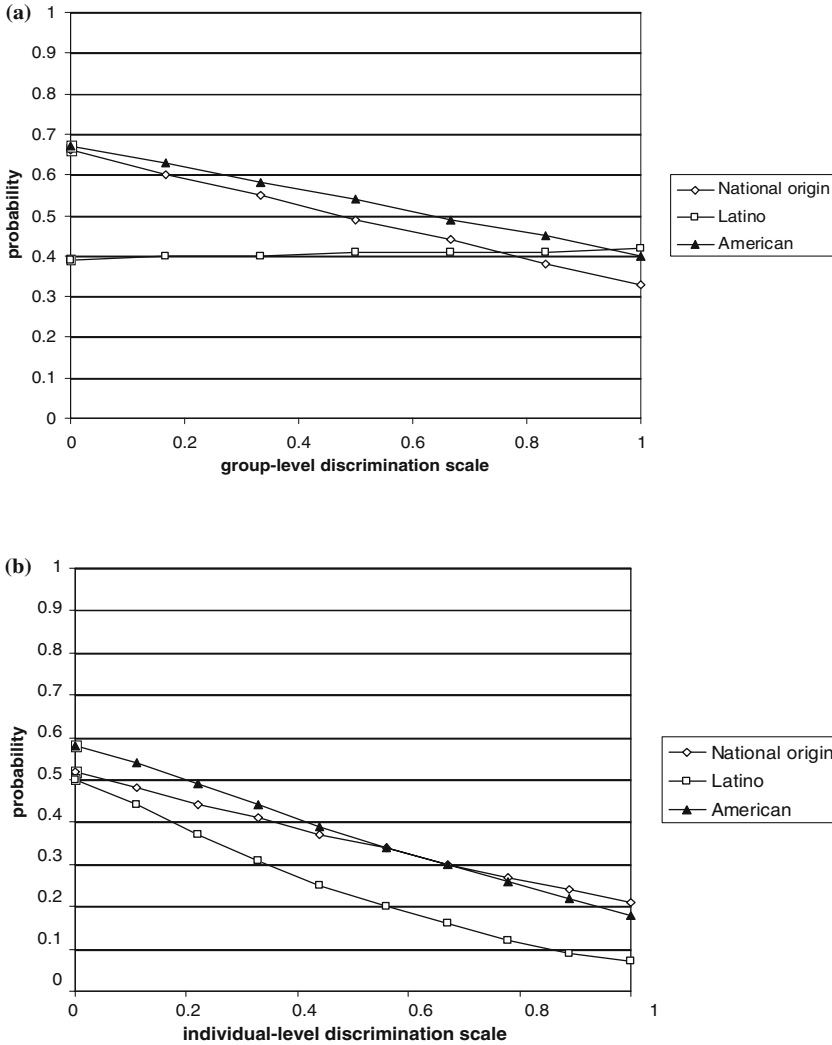 (a)
1
0.9
0.8
0.7
0.6
0.5
0.4
0.3
0.2
0.1
0
probability
0 0.2 0.4 0.6 0.8 1
group-level discrimination scale
National origin
Latino
American
(b)
1
0.9
0.8
0.7
0.6
0.5
0.4
0.3
0.2
0.1
0
probability
0 0.2 0.4 0.6 0.8 1
individual-level discrimination scale
National origin
Latino
American